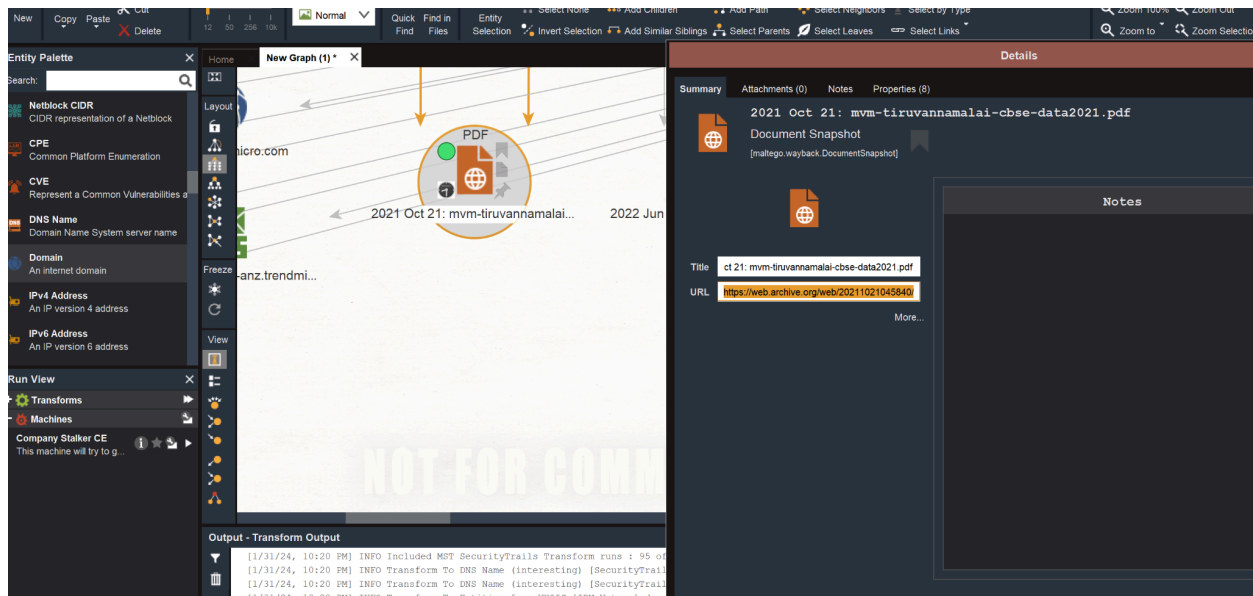 New
Copy
Paste
Cut
Delete
12 50 256 10k
Normal
Quick Find
Find in Files
Entity Selection
Select None
Invert Selection
Add Children
Add Similar Siblings
Add Path
Select Parents
Select Neighbors
Select Leaves
Select by Type
Select Links
Zoom 100%
Zoom Out
Zoom to
Zoom Selectio
Entity Palette
Search:
Netblock CIDR
CIDR representation of a Netblock
CPE
Common Platform Enumeration
CVE
Represent a Common Vulnerabilities a
DNS
DNS Name
Domain Name System server name
Domain
An internet domain
IPv4 Address
An IP version 4 address
IPv6 Address
An IP version 6 address
Run View
Transforms
Machines
Company Stalker CE
This machine will try to g...
Home
New Graph (1) *
Layout
Freeze
View
icro.com
PDF
2021 Oct 21: mvm-tiruvannamalai...
2022 Jun
-anz.trendmi...
NOT FOR COMM
Output - Transform Output
[1/31/24, 10:20 PM] INFO Included MST SecurityTrails Transform runs : 95 of
[1/31/24, 10:20 PM] INFO Transform To DNS Name (interesting) [SecurityTrail
[1/31/24, 10:20 PM] INFO Transform To DNS Name (interesting) [SecurityTrail
Details
Summary
Attachments (0)
Notes
Properties (8)
2021 Oct 21: mvm-tiruvannamalai-cbse-data2021.pdf
Document Snapshot
[maltego.wayback.DocumentSnapshot]
Title
ct 21: mvm-tiruvannamalai-cbse-data2021.pdf
URL
https://web.archive.org/web/20211021045840/
More...
Notes